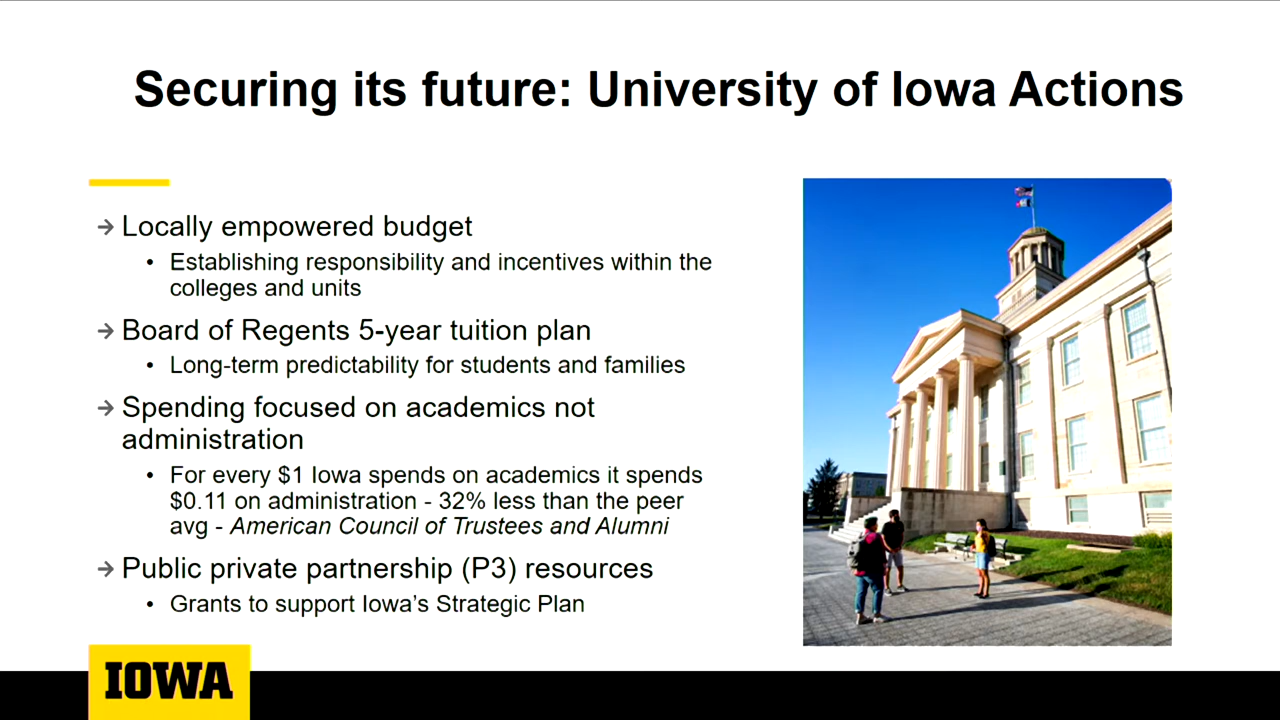 Securing its future: University of Iowa Actions
→ Locally empowered budget
• Establishing responsibility and incentives within the
colleges and units
→ Board of Regents 5-year tuition plan
• Long-term predictability for students and families
→ Spending focused on academics not
administration
• For every $1 Iowa spends on academics it spends
$0.11 on administration - 32% less than the peer
avg - American Council of Trustees and Alumni
→ Public private partnership (P3) resources
• Grants to support Iowa's Strategic Plan
IOWA